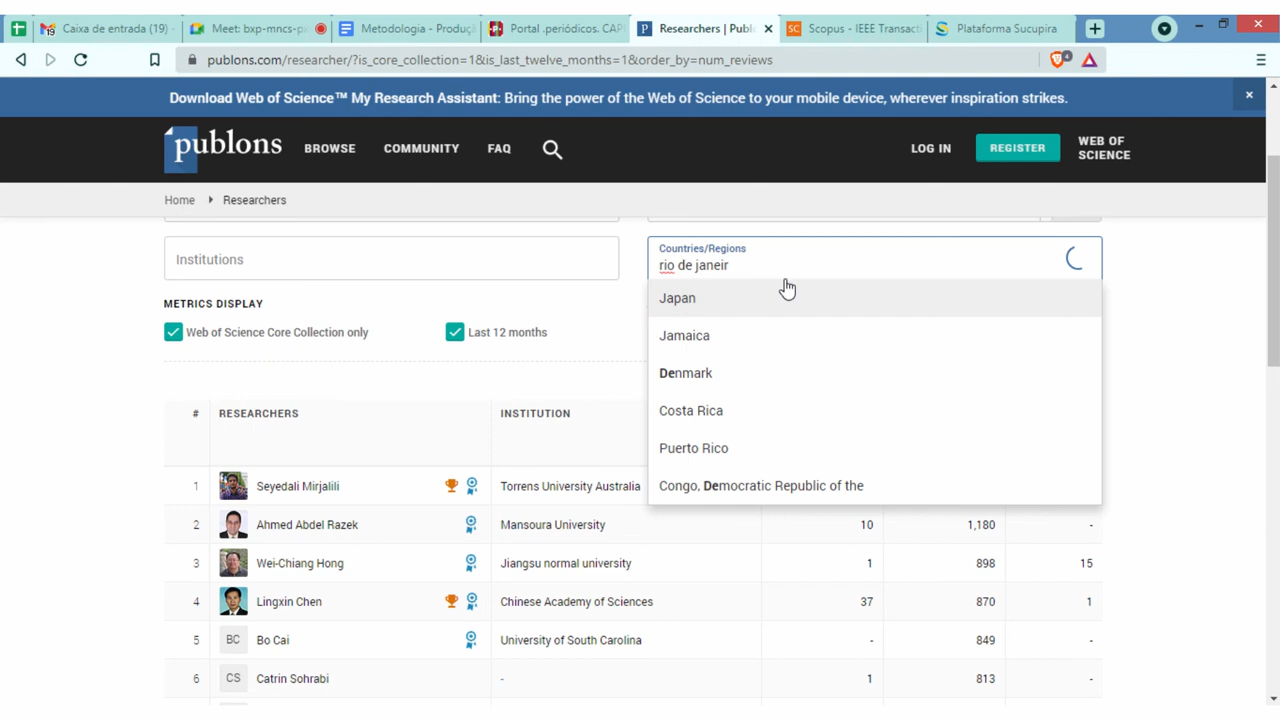 Caixa de entrada (19) -
Meet: bxp-mncs-p
Metodologia - Produç
Portal .periódicos. CAP
Researchers | Publ
Scopus - IEEE Transact
Plataforma Sucupira
publons.com/researcher/?is_core_collection=1&is_last_twelve_months=1&order_by=num_reviews
4
Download Web of Science™ My Research Assistant: Bring the power of the Web of Science to your mobile device, wherever inspiration strikes.
publons
BROWSE
COMMUNITY
FAQ
LOG IN
REGISTER
WEB OF
SCIENCE
Home
Researchers
Institutions
Countries/Regions
rio de janeir
Japan
Jamaica
Denmark
Costa Rica
Puerto Rico
Congo, Democratic Republic of the
METRICS DISPLAY
Web of Science Core Collection only
Last 12 months
# RESEARCHERS INSTITUTION
1 Seyedali Mirjalili Torrens University Australia
2 Ahmed Abdel Razek Mansoura University 10 1,180 -
3 Wei-Chiang Hong Jiangsu normal university 1 898 15
4 Lingxin Chen Chinese Academy of Sciences 37 870 1
5 BC Bo Cai University of South Carolina - 849 -
6 CS Catrin Sohrabi - 1 813 -